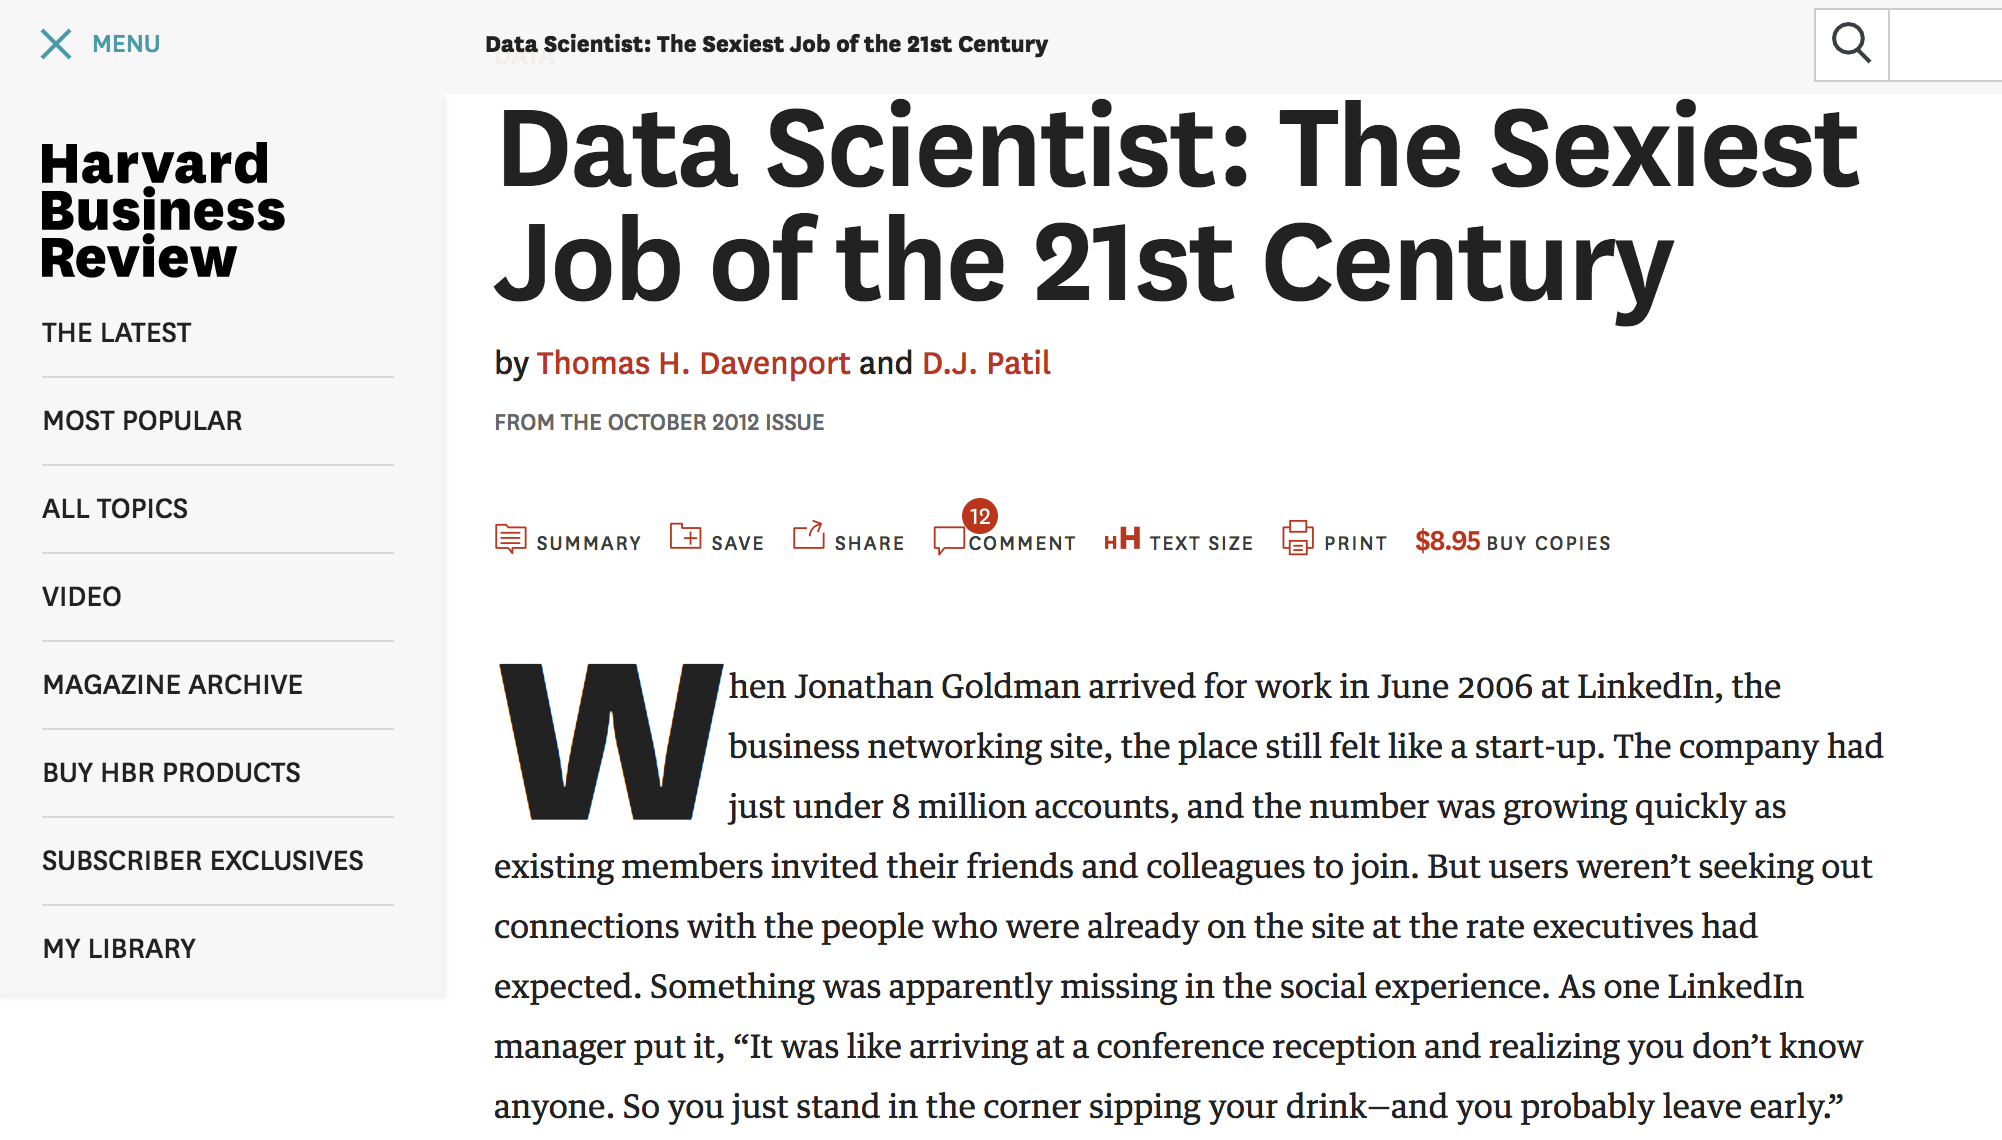 MENU
Data Scientist: The Sexiest Job of the 21st Century
DATA
Harvard
Business
Review
THE LATEST
MOST POPULAR
ALL TOPICS
VIDEO
MAGAZINE ARCHIVE
BUY HBR PRODUCTS
SUBSCRIBER EXCLUSIVES
MY LIBRARY
Data Scientist: The Sexiest
Job of the 21st Century
by Thomas H. Davenport and D.J. Patil
FROM THE OCTOBER 2012 ISSUE
SUMMARY SAVE SHARE 12 COMMENT HH TEXT SIZE PRINT $8.95 BUY COPIES
When Jonathan Goldman arrived for work in June 2006 at LinkedIn, the
business networking site, the place still felt like a start-up. The company had
just under 8 million accounts, and the number was growing quickly as
existing members invited their friends and colleagues to join. But users weren’t seeking out
connections with the people who were already on the site at the rate executives had
expected. Something was apparently missing in the social experience. As one LinkedIn
manager put it, “It was like arriving at a conference reception and realizing you don’t know
anyone. So you just stand in the corner sipping your drink—and you probably leave early.”